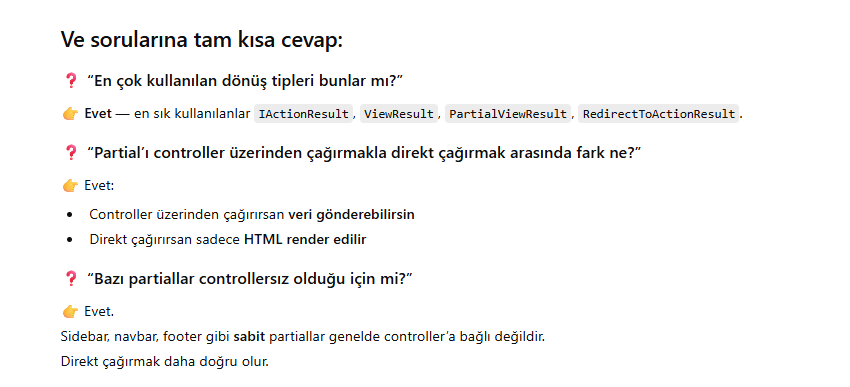 Ve sorularına tam kısa cevap:
❓ “En çok kullanılan dönüş tipleri bunlar mı?”
👉 Evet — en sık kullanılanlar IActionResult, ViewResult, PartialViewResult, RedirectToActionResult.
❓ “Partial’ı controller üzerinden çağırmakla direkt çağırmak arasında fark ne?”
👉 Evet:
• Controller üzerinden çağırırsan veri gönderebilirsin
• Direkt çağırırsan sadece HTML render edilir
❓ “Bazı partiallar controllersız olduğu için mi?”
👉 Evet.
Sidebar, navbar, footer gibi sabit partiallar genelde controller’a bağlı değildir.
Direkt çağırmak daha doğru olur.